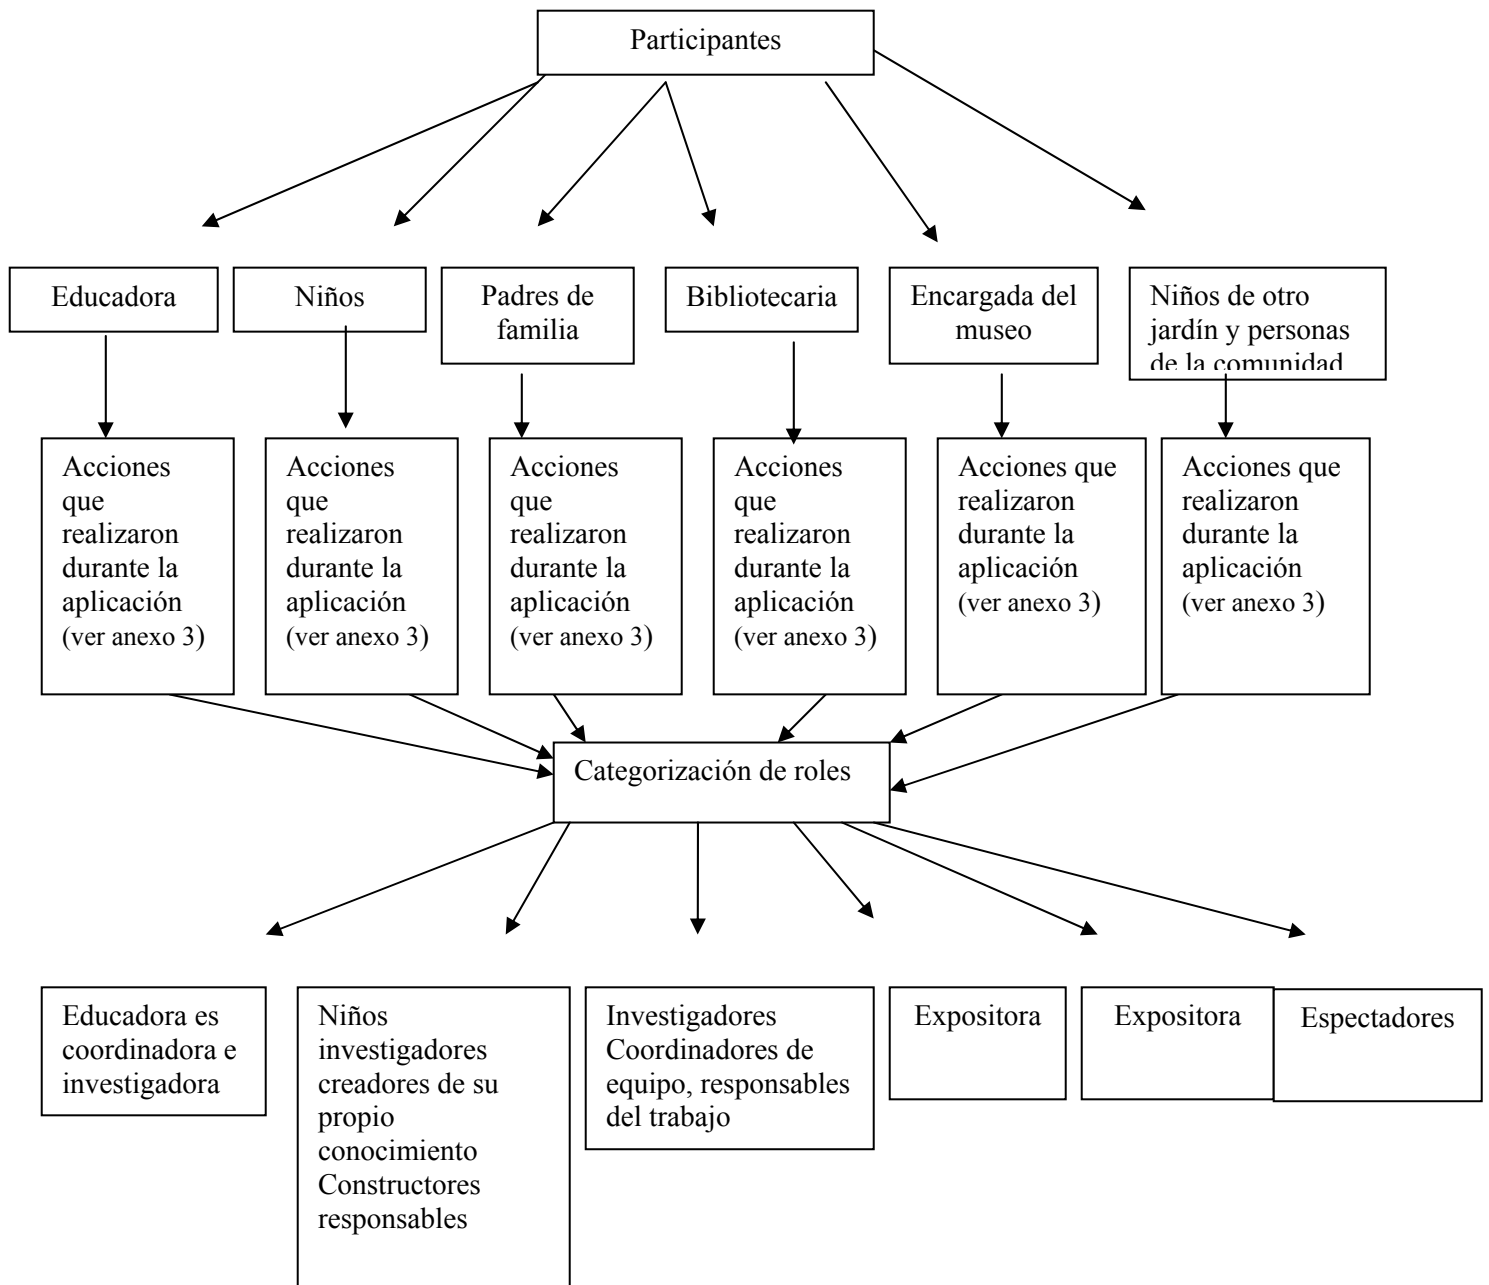 Participantes
Educadora
Niños
Padres de
familia
Bibliotecaria
Encargada del
museo
Niños de otro
jardín y personas
de la comunidad
Acciones
que
realizaron
durante la
aplicación
(ver anexo 3)
Acciones
que
realizaron
durante la
aplicación
(ver anexo 3)
Acciones
que
realizaron
durante la
aplicación
(ver anexo 3)
Acciones
que
realizaron
durante la
aplicación
(ver anexo 3)
Acciones que
realizaron
durante la
aplicación
(ver anexo 3)
Acciones que
realizaron
durante la
aplicación
(ver anexo 3)
Categorización de roles
Educadora es
coordinadora e
investigadora
Niños
investigadores
creadores de su
propio
conocimiento
Constructores
responsables
Investigadores
Coordinadores de
equipo, responsables
del trabajo
Expositora
Expositora
Espectadores